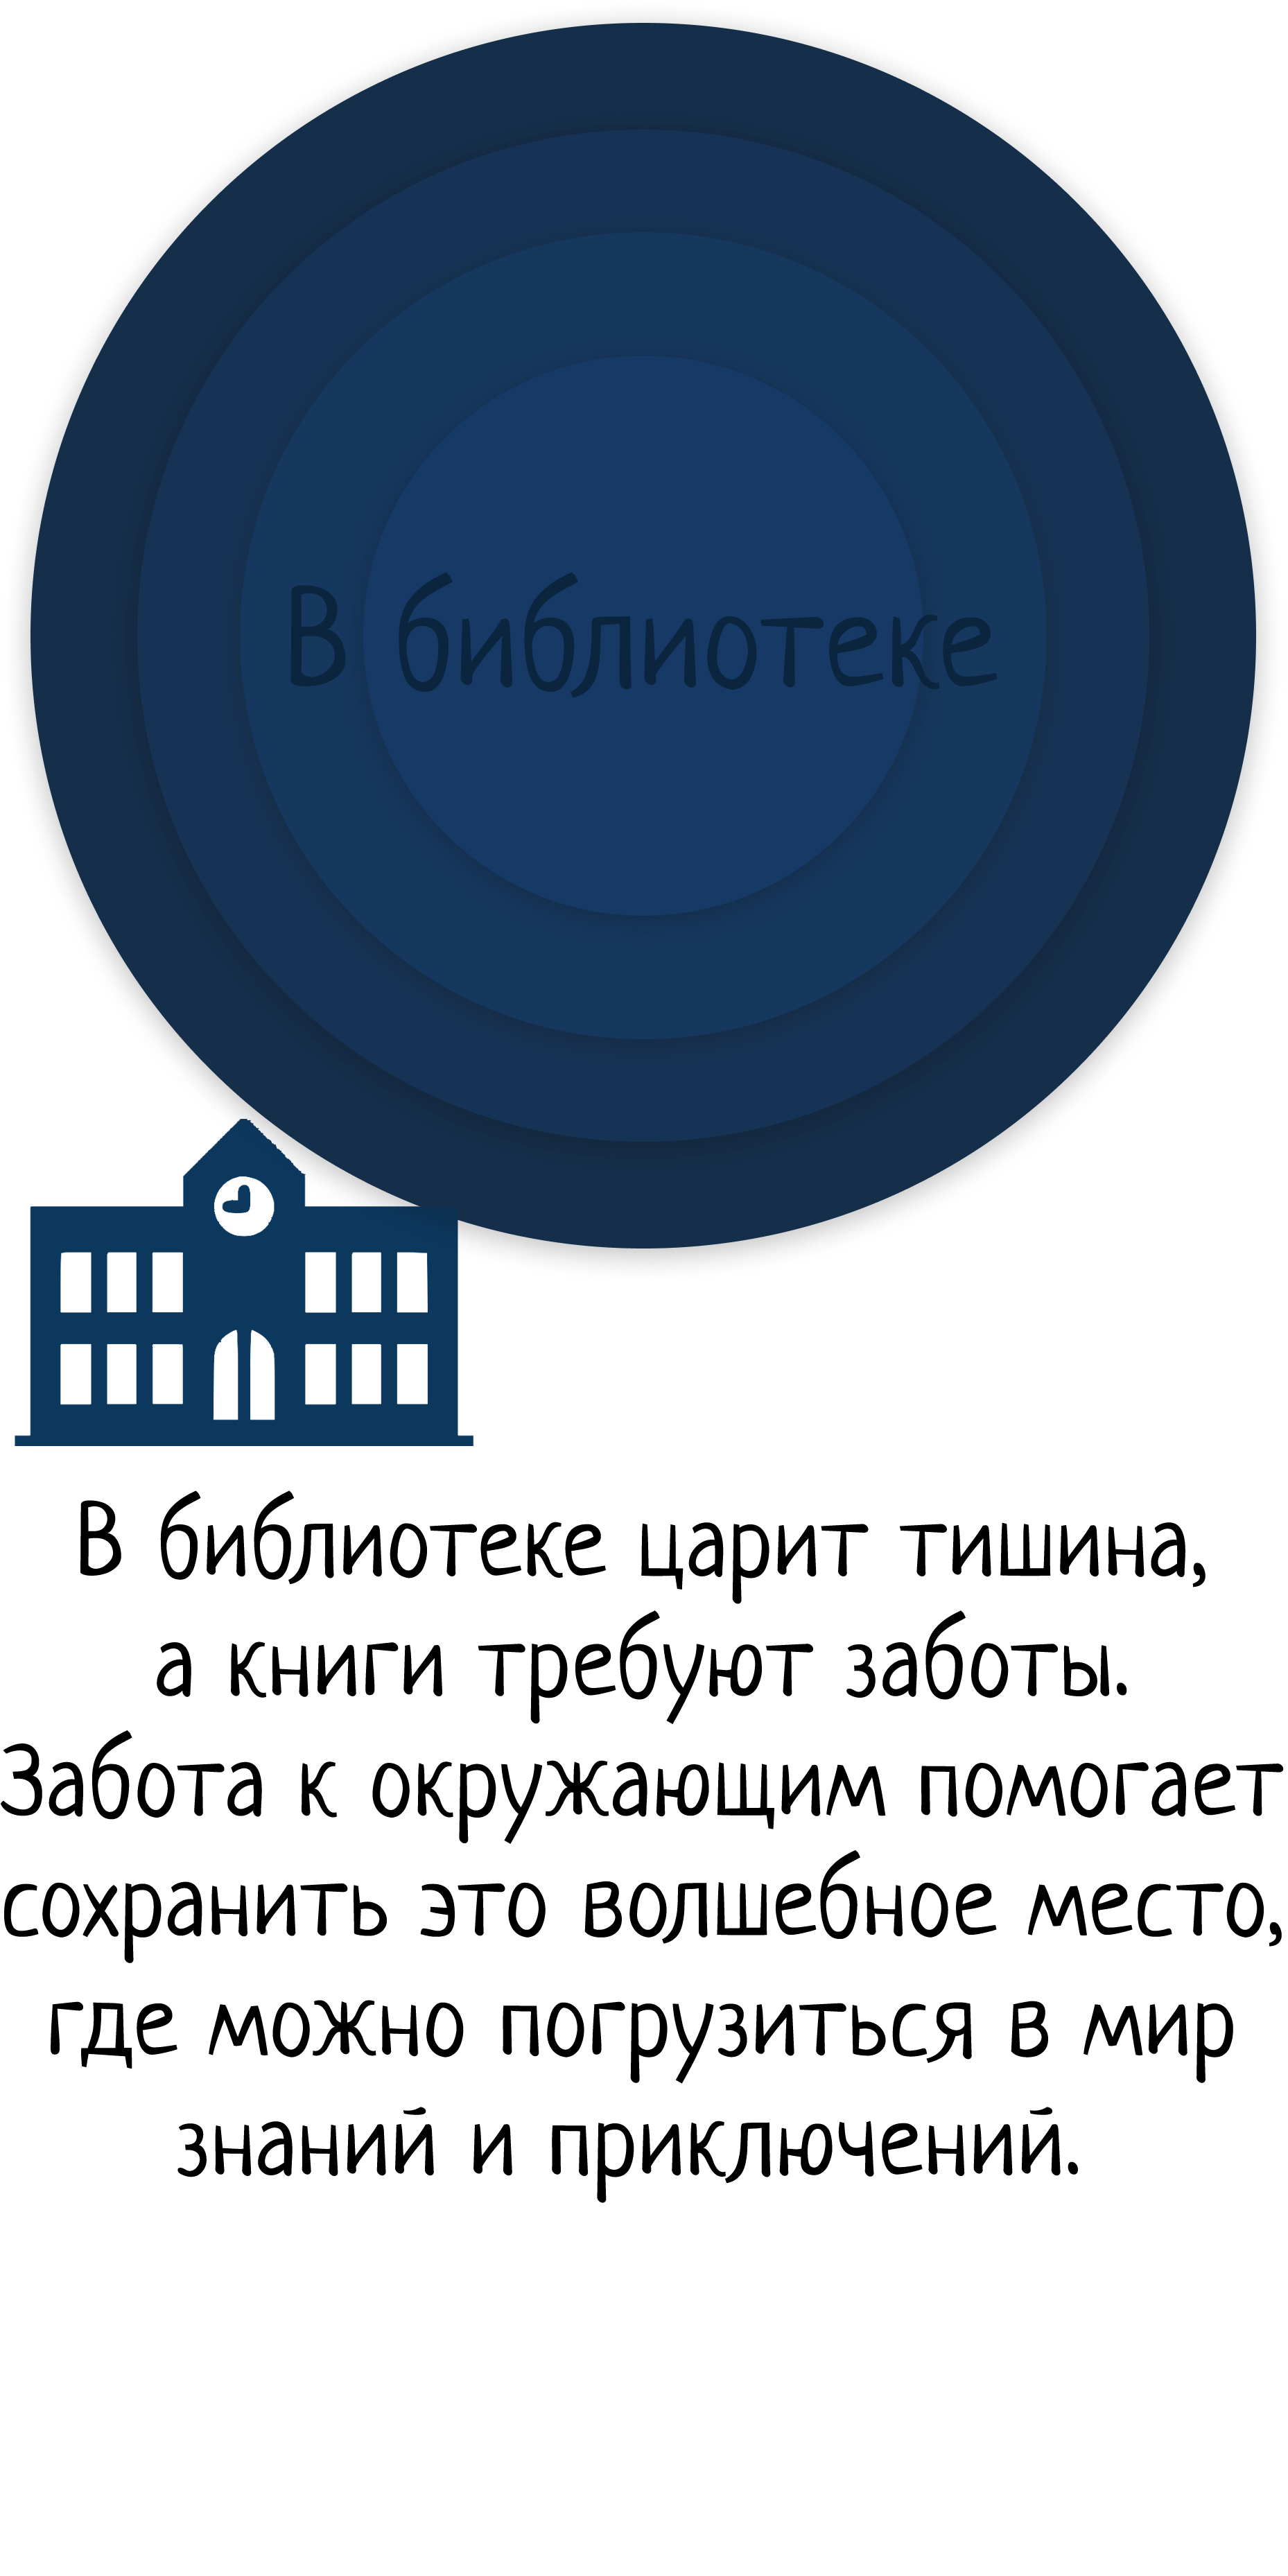 В библиотеке
В библиотеке царит тишина,
а книги требуют заботы.
Забота к окружающим помогает
сохранить это волшебное место,
где можно погрузиться в мир
знаний и приключений.